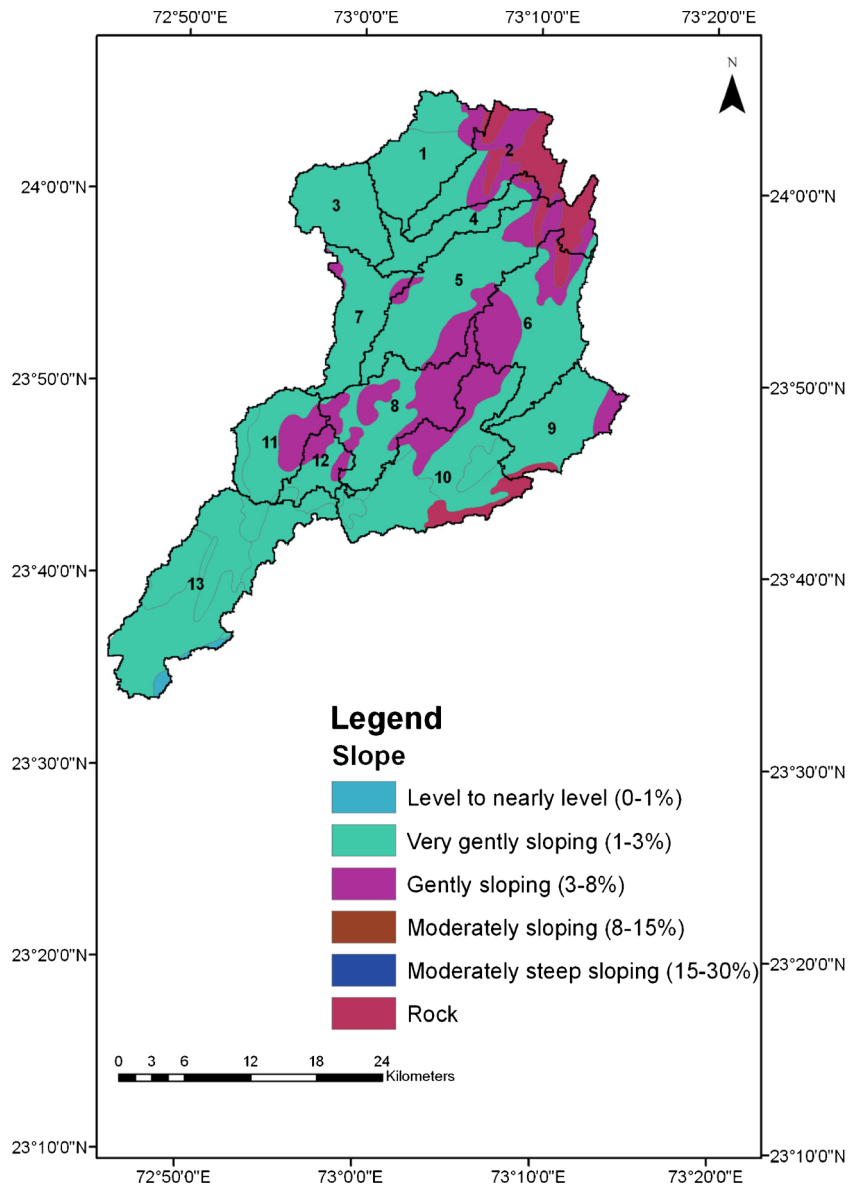 72°50'0"E 73°0'0"E 73°10'0"E 73°20'0"E
N
1
2
24°0'0"N 24°0'0"N
3
4
5
7
6
23°50'0"N 23°50'0"N
8
9
11
12
10
23°40'0"N 23°40'0"N
13
Legend
Slope
23°30'0"N 23°30'0"N
Level to nearly level (0-1%)
Very gently sloping (1-3%)
Gently sloping (3-8%)
Moderately sloping (8-15%)
23°20'0"N 23°20'0"N
Moderately steep sloping (15-30%)
Rock
0 3 6 12 18 24
Kilometers
23°10'0"N 23°10'0"N
72°50'0"E 73°0'0"E 73°10'0"E 73°20'0"E